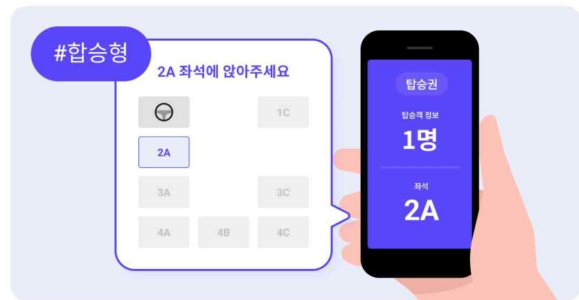 #합승형
2A 좌석에 앉아주세요
1C
2A
3A 3C
4A 4B 4C
탑승권
탑승객 정보
1명
좌석
2A